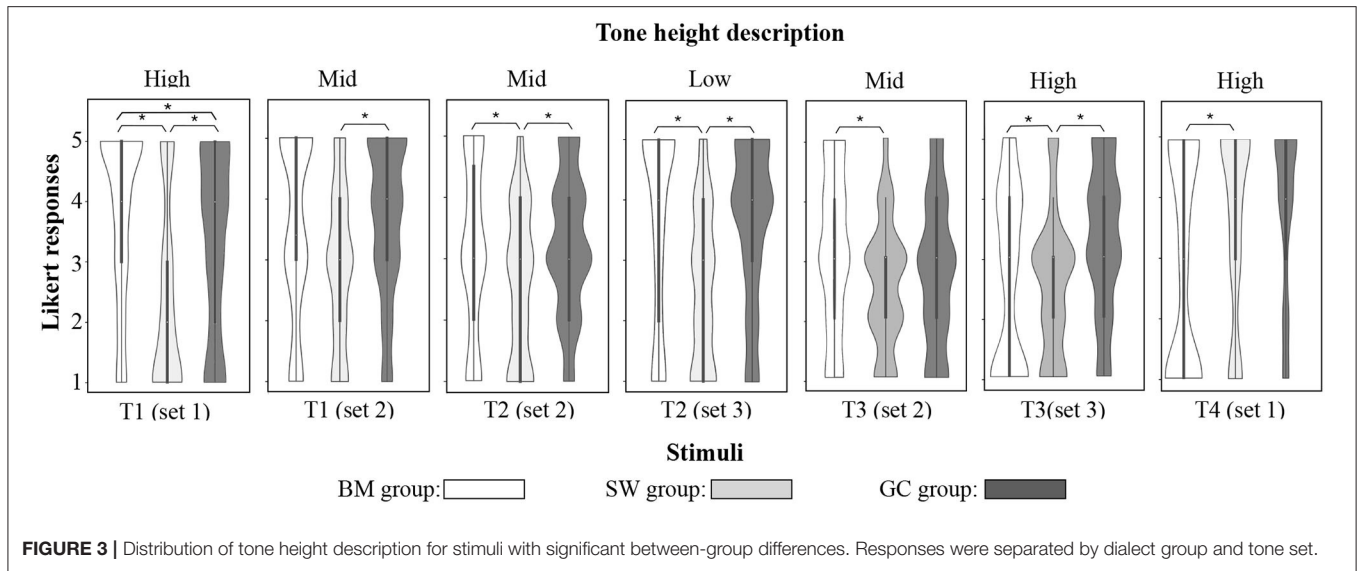 Tone height description
High Mid Mid Low Mid High High
* * * * * * * * * * * *
Likert responses
5
4
3
2
1
T1 (set 1) T1 (set 2) T2 (set 2) T2 (set 3) T3 (set 2) T3(set 3) T4 (set 1)
Stimuli
BM group: SW group: GC group:
FIGURE 3 | Distribution of tone height description for stimuli with significant between-group differences. Responses were separated by dialect group and tone set.